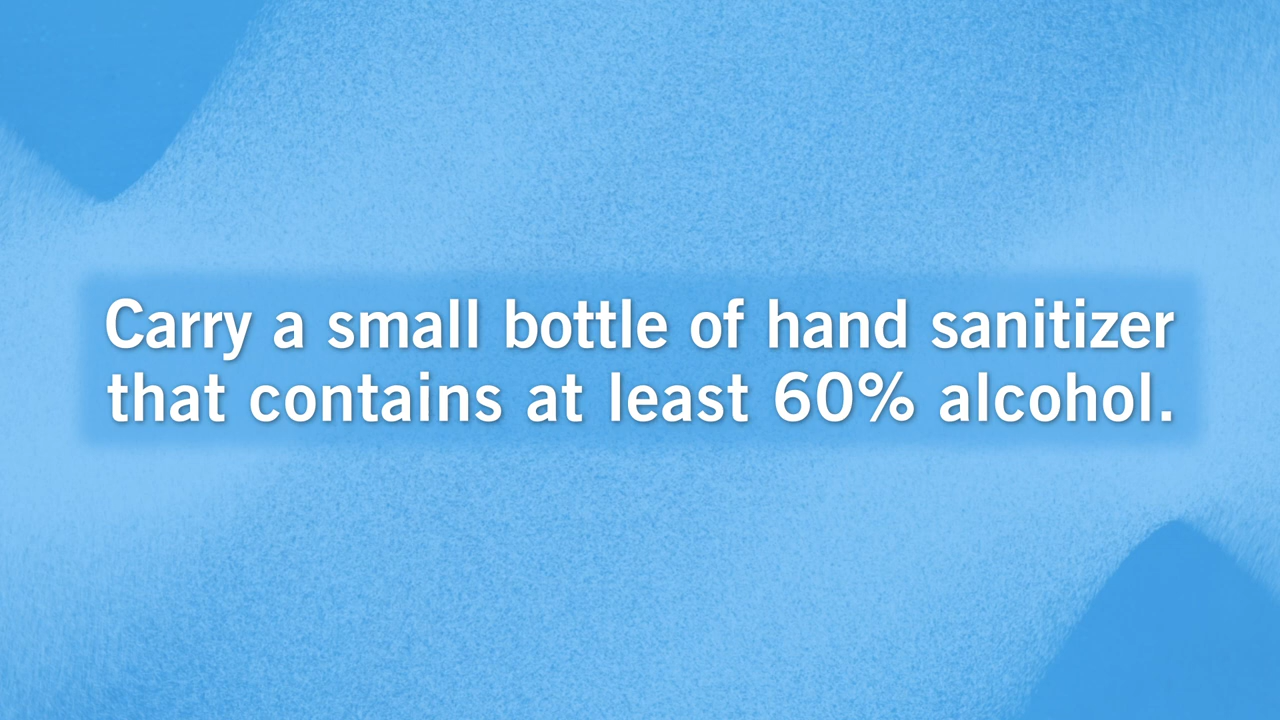 Carry a small bottle of hand sanitizer
that contains at least 60% alcohol.